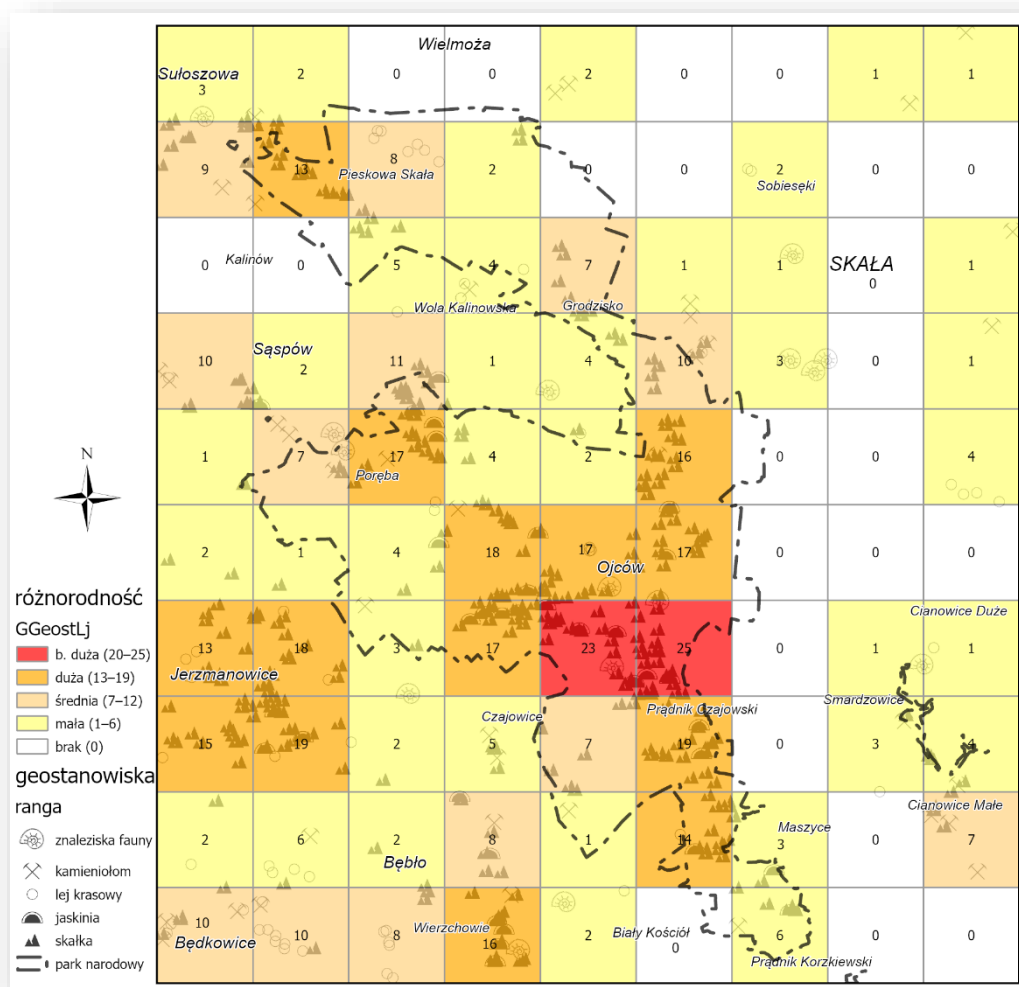 Wielmoża
Sułoszowa
3 2 0 0 2 0 0 1 1
9 13 8 2 0 0 2 0 0
Pieskowa Skała
Sobiesęki
0 Kalinów 0 5 4 7 1 1 SKAŁA 1
0
Wola Kalinowska Grodzisko
Sąspów
10 2 11 1 4 10 3 0 1
N
1 7 17 4 2 16 0 0 4
Poręba
2 1 4 18 17 17 0 0 0
Ojców
różnorodność
GGeostLj
b. duża (20–25)
duża (13–19)
średnia (7–12)
mała (1–6)
brak (0)
Cianowice Duże
13 18 3 17 23 25 0 1 1
Jerzmanowice
Smardzowice
Czajowice Prądnik Czajowski
15 19 2 5 7 19 0 3 4
geostanowiska
ranga
znaleziska fauny
kamieniołom
lej krasowy
jaskinia
skałka
park narodowy
Cianowice Małe
Maszyce
2 6 2 8 1 14 3 0 7
Bębło
10 10 8 16 2 0 6 0 0
Będkowice
Wierzchowie
Biały Kościół
Prądnik Korzkiewski